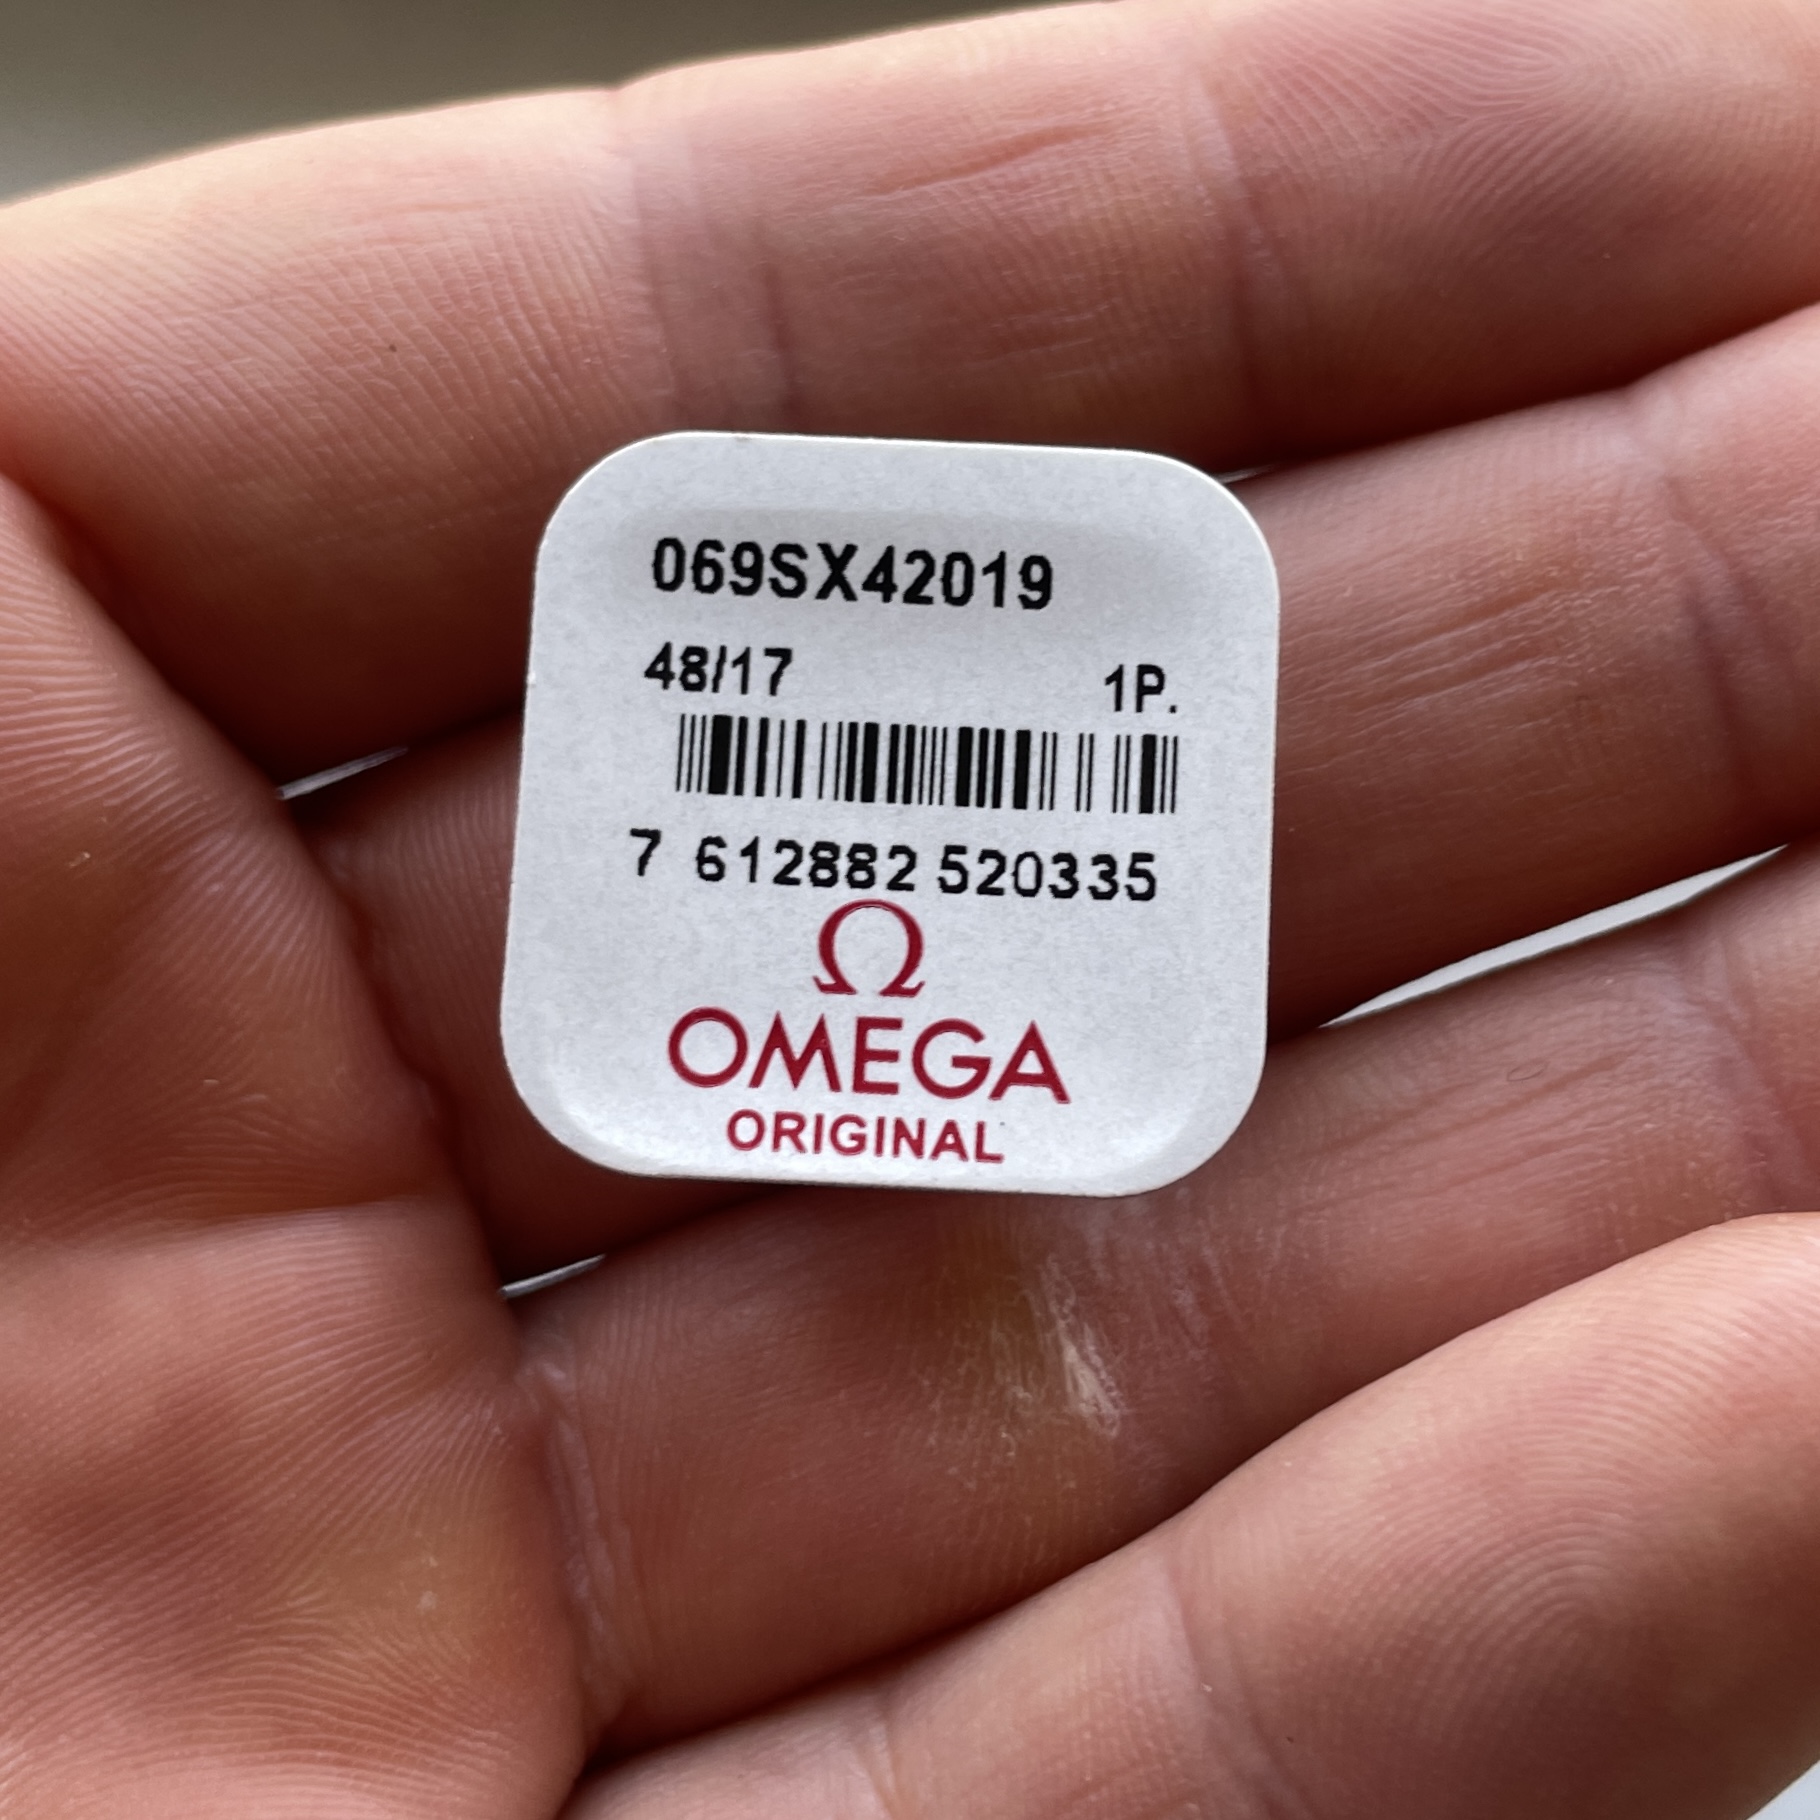 069SX42019
48/17 1P.
7 612882 520335
Ω
OMEGA
ORIGINAL